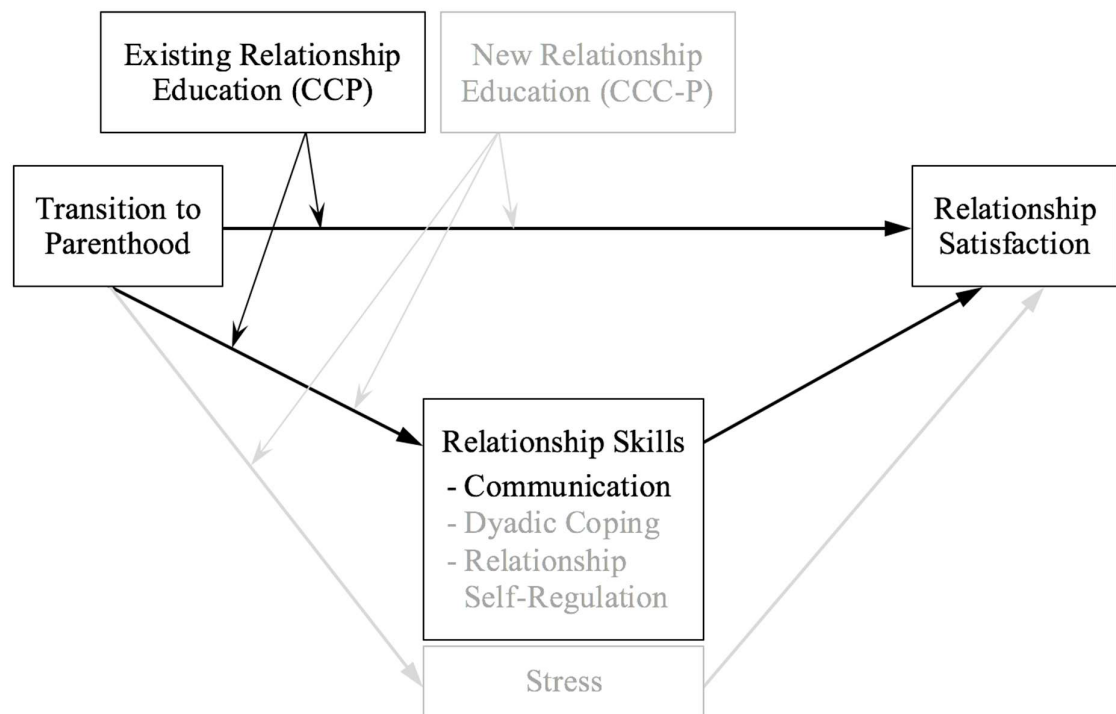 Existing Relationship
Education (CCP)
New Relationship
Education (CCC-P)
Transition to
Parenthood
Relationship
Satisfaction
Relationship Skills
- Communication
- Dyadic Coping
- Relationship
Self-Regulation
Stress